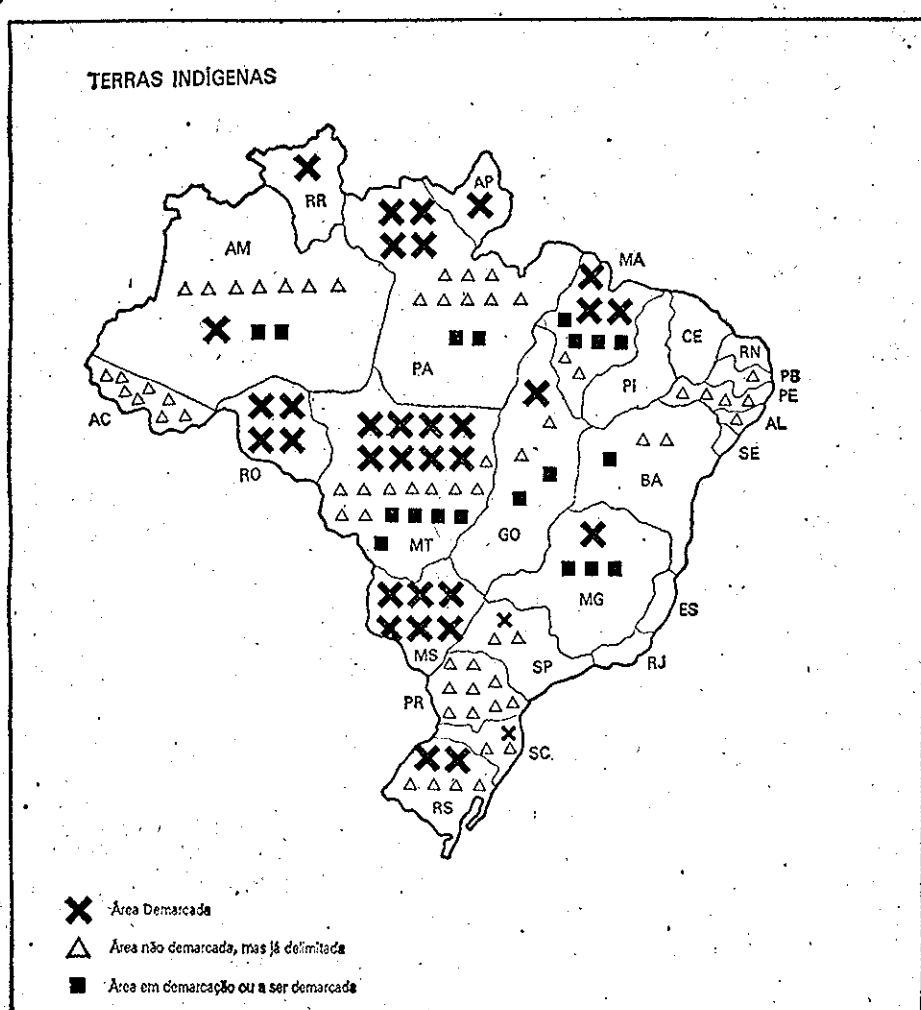 TERRAS INDÍGENAS
RR
AP
AM
MA
PA
CE
RN
PB
PE
AL
SE
PI
AC
RO
BA
MT
GO
MG
ES
MS
SP
RJ
PR
SC.
RS
Área Demarcada
Área não demarcada, mas já delimitada
Área em demarcação ou a ser demarcada